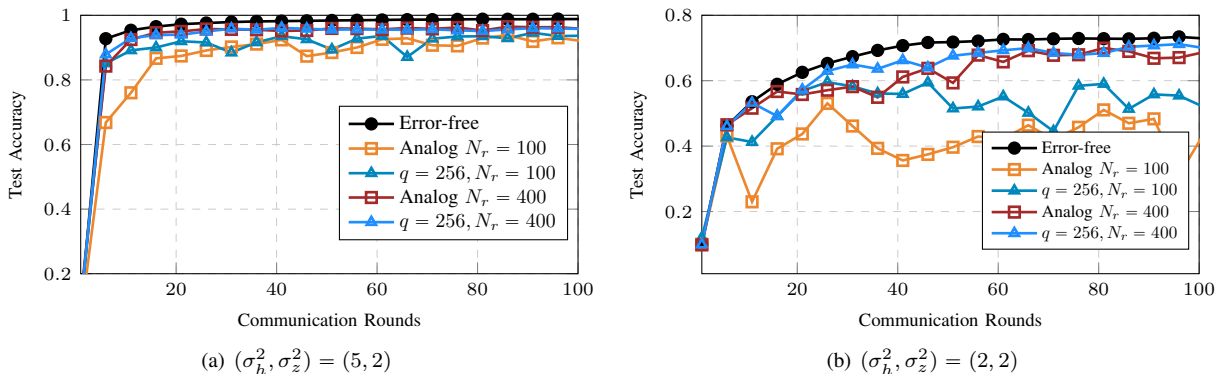 1
0.8
0.6
0.4
0.2
Test Accuracy
20
40
60
80
100
Communication Rounds
Error-free
Analog N_r = 100
q = 256, N_r = 100
Analog N_r = 400
q = 256, N_r = 400
(a) (σ_h^2, σ_z^2) = (5, 2)
0.8
0.6
0.4
0.2
Test Accuracy
20
40
60
80
100
Communication Rounds
Error-free
Analog N_r = 100
q = 256, N_r = 100
Analog N_r = 400
q = 256, N_r = 400
(b) (σ_h^2, σ_z^2) = (2, 2)